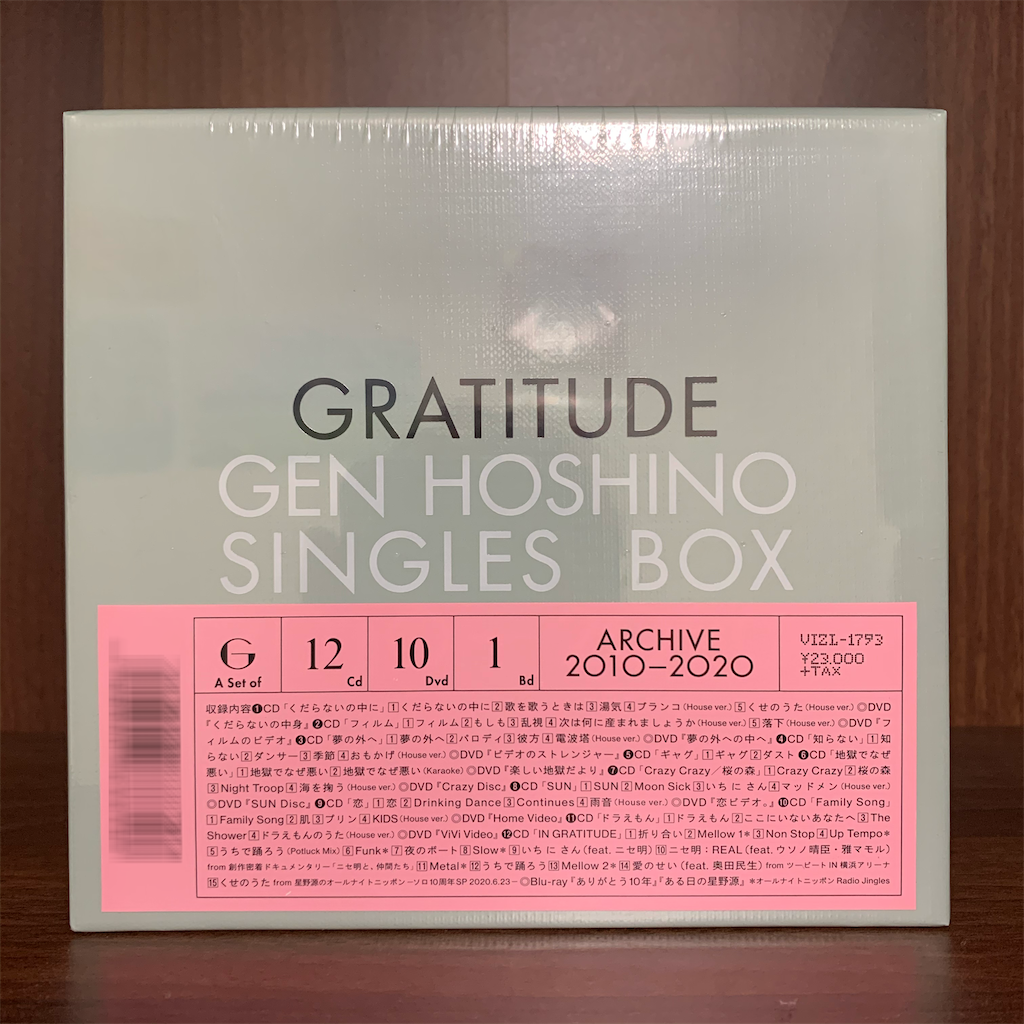 GRATITUDE
GEN HOSHINO
SINGLES BOX
G
A Set of
12
Cd
10
Dvd
1
Bd
ARCHIVE
2010–2020
VIZL-1793
¥23.000
+TAX
収録内容❶CD「くだらないの中に」1くだらないの中に2歌を歌うときは3湯気4ブランコ(House ver.)5くせのうた(House ver.)◎DVD
『くだらないの中身』❷CD「フィルム」1フィルム2もしも3乱視4次は何に産まれましょうか(House ver.)5落下(House ver.)◎DVD『フ
ィルムのビデオ』❸CD「夢の外へ」1夢の外へ2パロディ3彼方4電波塔(House ver.)◎DVD『夢の外への中へ』❹CD「知らない」1知
らない2ダンサー3季節4おもかげ(House ver.)◎DVD『ビデオのストレンジャー』❺CD「ギャグ」1ギャグ2ダスト❻CD「地獄でなぜ
悪い」1地獄でなぜ悪い2地獄でなぜ悪い(Karaoke)◎DVD『楽しい地獄だより』❼CD「Crazy Crazy／桜の森」1Crazy Crazy2桜の森
3Night Troop4海を掬う(House ver.)◎DVD『Crazy Disc』❽CD「SUN」1SUN2Moon Sick3いち に さん4マッドメン(House ver.)
◎DVD『SUN Disc』❾CD「恋」1恋2Drinking Dance3Continues4雨音(House ver.)◎DVD『恋ビデオ。』❿CD「Family Song」
1Family Song2肌3プリン4KIDS(House ver.)◎DVD『Home Video』⓫CD「ドラえもん」1ドラえもん2ここにいないあなたへ3The
Shower4ドラえもんのうた(House ver.)◎DVD『ViVi Video』⓬CD「IN GRATITUDE」1折り合い2Mellow 1*3Non Stop4Up Tempo*
5うちで踊ろう(Potluck Mix)6Funk*7夜のボート8Slow*9いち に さん(feat. ニセ明)10ニセ明：REAL(feat. ウソノ晴臣・雅マモル)
from 創作密着ドキュメンタリー「ニセ明と、仲間たち」11Metal*12うちで踊ろう13Mellow 2*14愛のせい(feat. 奥田民生) from ツービート IN 横浜アリーナ
15くせのうた from 星野源のオールナイトニッポン-ソロ10周年SP 2020.6.23-◎Blu-ray『ありがとう10年』『ある日の星野源』*オールナイトニッポン Radio Jingles